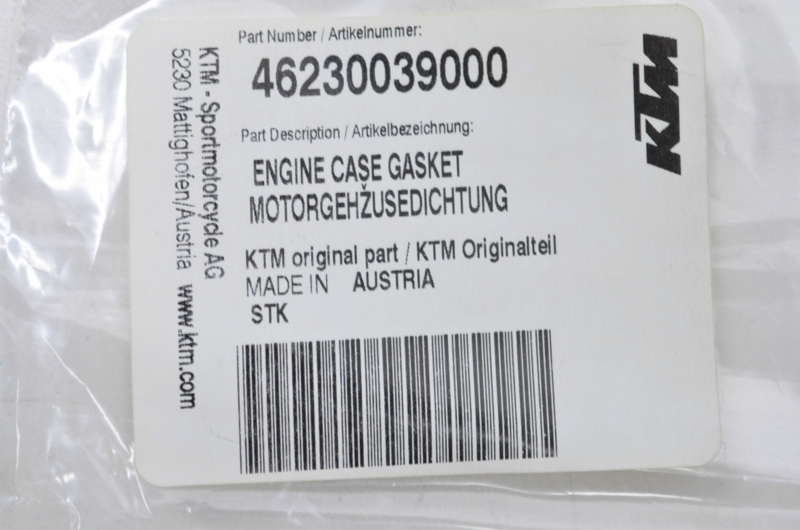 Part Number / Artikelnummer:
46230039000
Part Description / Artikelbezeichnung:
ENGINE CASE GASKET
MOTORGEHŽUSEDICHTUNG
KTM original part / KTM Originalteil
MADE IN AUSTRIA
STK
KTM - Sportmotorcycle AG
5230 Mattighofen/Austria www.ktm.com
KTM